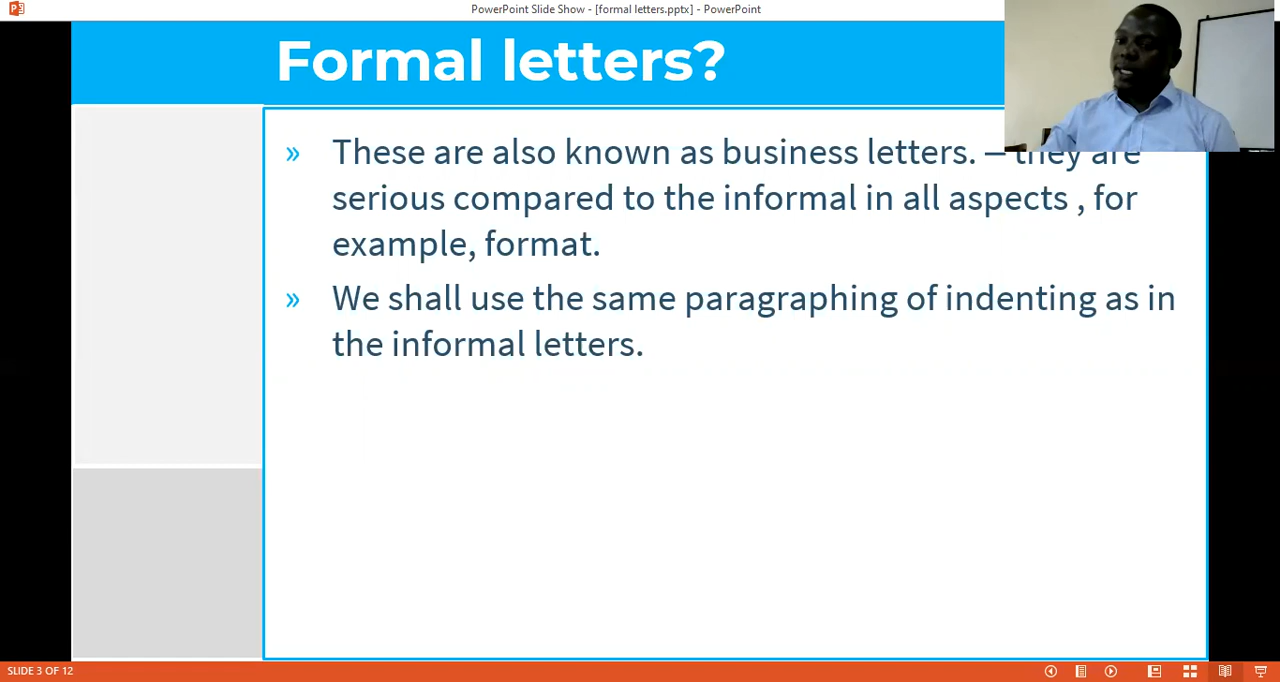 PowerPoint Slide Show - [formal letters.pptx] - PowerPoint
Formal letters?
» These are also known as business letters. – they are
serious compared to the informal in all aspects , for
example, format.
» We shall use the same paragraphing of indenting as in
the informal letters.
SLIDE 3 OF 12